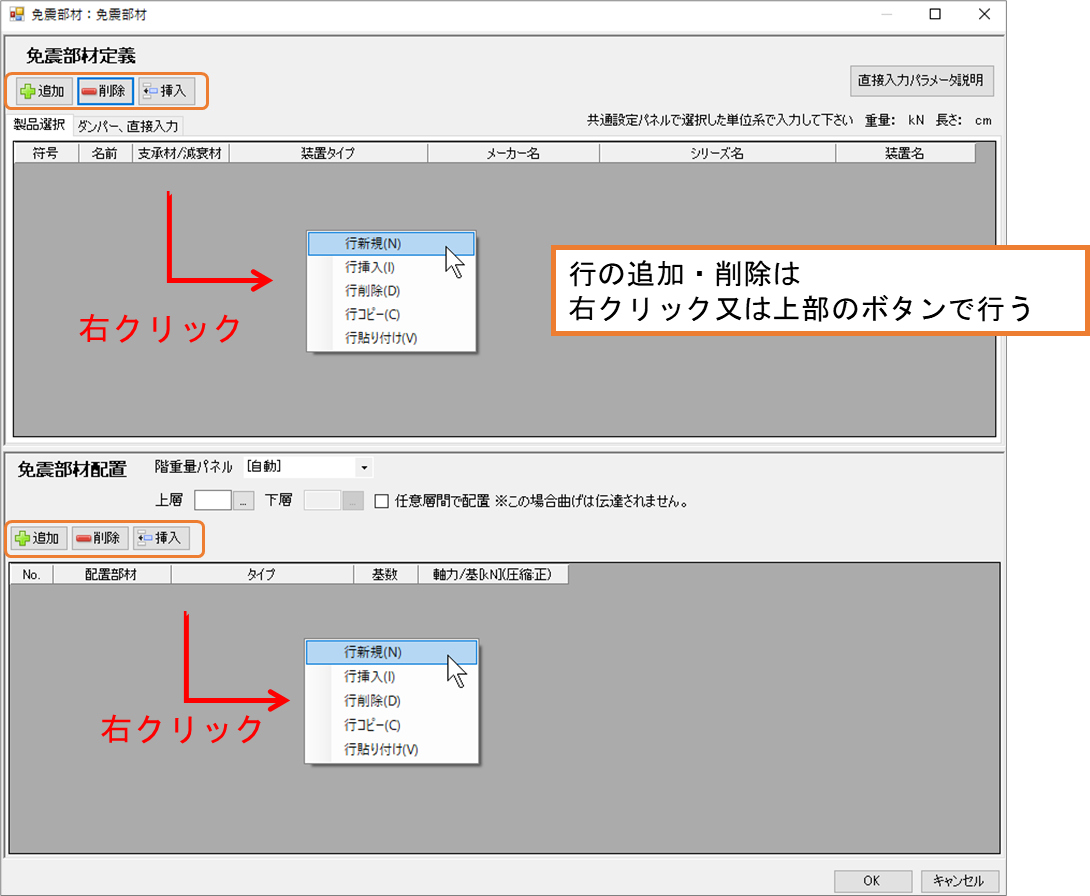 免震部材：免震部材
免震部材定義
追加 削除 挿入
直接入力パラメータ説明
製品選択 ダンパー、直接入力
共通設定パネルで選択した単位系で入力して下さい 重量： kN 長さ： cm
符号 名前 支承材/減衰材 装置タイプ メーカー名 シリーズ名 装置名
行新規(N)
行挿入(I)
行削除(D)
行コピー(C)
行貼り付け(V)
右クリック
行の追加・削除は
右クリック又は上部のボタンで行う
免震部材配置 階重量パネル [自動]
上層 ... 下層 ... 任意層間で配置 ※この場合曲げは伝達されません。
追加 削除 挿入
No. 配置部材 タイプ 基数 軸力/基[kN](圧縮:正)
行新規(N)
行挿入(I)
行削除(D)
行コピー(C)
行貼り付け(V)
右クリック
OK キャンセル